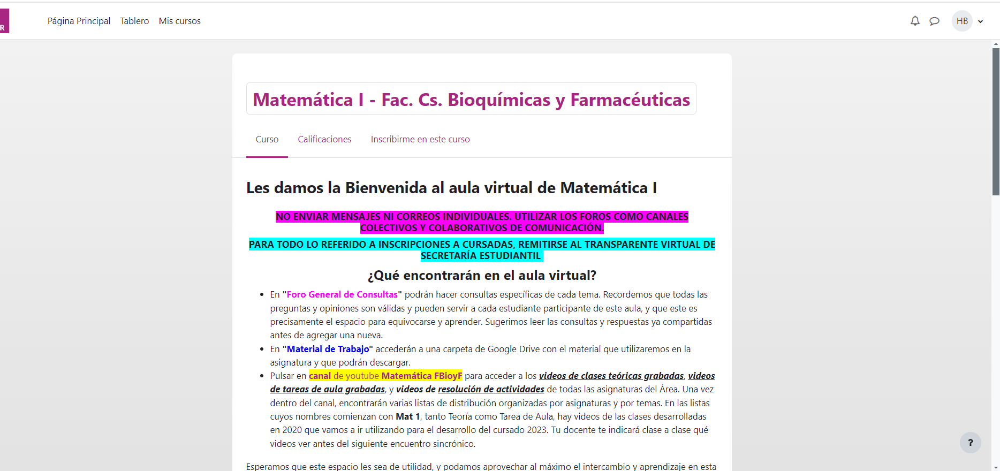 R
Página Principal
Tablero
Mis cursos
HB
Matemática I - Fac. Cs. Bioquímicas y Farmacéuticas
Curso
Calificaciones
Inscribirme en este curso
Les damos la Bienvenida al aula virtual de Matemática I
NO ENVIAR MENSAJES NI CORREOS INDIVIDUALES. UTILIZAR LOS FOROS COMO CANALES
COLECTIVOS Y COLABORATIVOS DE COMUNICACIÓN.
PARA TODO LO REFERIDO A INSCRIPCIONES A CURSADAS, REMITIRSE AL TRANSPARENTE VIRTUAL DE
SECRETARÍA ESTUDIANTIL
¿Qué encontrarán en el aula virtual?
• En "Foro General de Consultas" podrán hacer consultas específicas de cada tema. Recordemos que todas las
preguntas y opiniones son válidas y pueden servir a cada estudiante participante de este aula, y que este es
precisamente el espacio para equivocarse y aprender. Sugerimos leer las consultas y respuestas ya compartidas
antes de agregar una nueva.
• En "Material de Trabajo" accederán a una carpeta de Google Drive con el material que utilizaremos en la
asignatura y que podrán descargar.
• Pulsar en canal de youtube Matemática FBioyF para acceder a los videos de clases teóricas grabadas, videos
de tareas de aula grabadas, y videos de resolución de actividades de todas las asignaturas del Área. Una vez
dentro del canal, encontrarán varias listas de distribución organizadas por asignaturas y por temas. En las listas
cuyos nombres comienzan con Mat 1, tanto Teoría como Tarea de Aula, hay videos de las clases desarrolladas
en 2020 que vamos a ir utilizando para el desarrollo del cursado 2023. Tu docente te indicará clase a clase qué
videos ver antes del siguiente encuentro sincrónico.
?
Esperamos que este espacio les sea de utilidad, y podamos aprovechar al máximo el intercambio y aprendizaje en esta